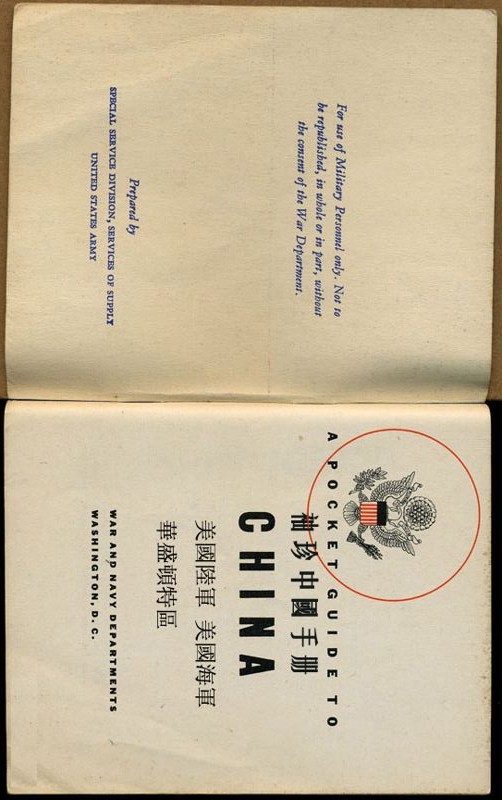 For use of Military Personnel only. Not to
be republished, in whole or in part, without
the consent of the War Department.
Prepared by
SPECIAL SERVICE DIVISION, SERVICES OF SUPPLY
UNITED STATES ARMY
A POCKET GUIDE TO
袖珍中國手册
CHINA
美國陸軍 美國海軍
華盛頓特區
WAR AND NAVY DEPARTMENTS
WASHINGTON, D. C.